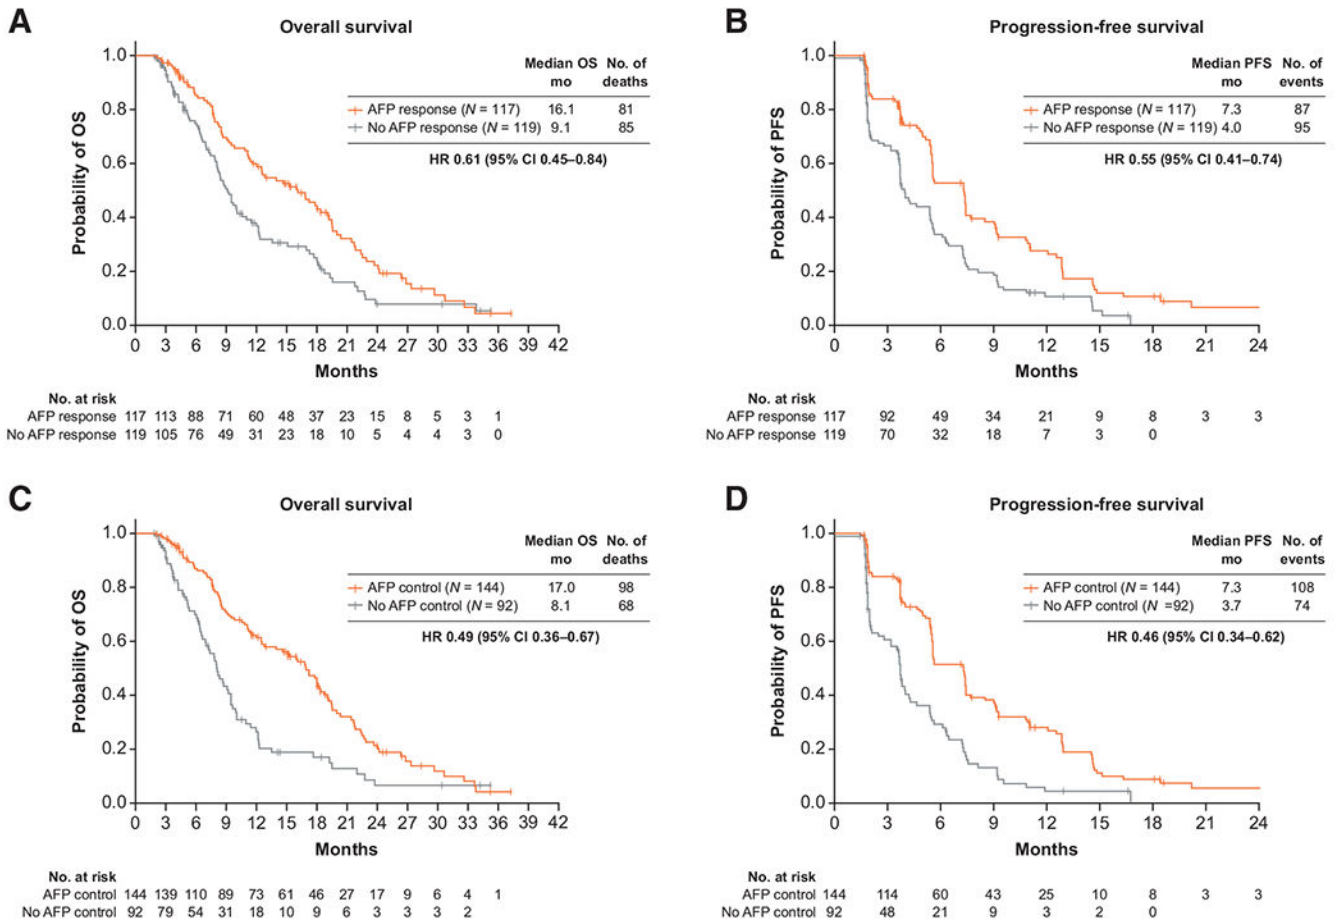 A
Overall survival
Median OS No. of
mo deaths
AFP response (N = 117) 16.1 81
No AFP response (N = 119) 9.1 85
HR 0.61 (95% CI 0.45–0.84)
Probability of OS
1.0
0.8
0.6
0.4
0.2
0.0
0 3 6 9 12 15 18 21 24 27 30 33 36 39 42
Months
No. at risk
AFP response 117 113 88 71 60 48 37 23 15 8 5 3 1
No AFP response 119 105 76 49 31 23 18 10 5 4 4 3 0
B
Progression-free survival
Median PFS No. of
mo events
AFP response (N = 117) 7.3 87
No AFP response (N = 119) 4.0 95
HR 0.55 (95% CI 0.41–0.74)
Probability of PFS
1.0
0.8
0.6
0.4
0.2
0.0
0 3 6 9 12 15 18 21 24
Months
No. at risk
AFP response 117 92 49 34 21 9 8 3 3
No AFP response 119 70 32 18 7 3 0
C
Overall survival
Median OS No. of
mo deaths
AFP control (N = 144) 17.0 98
No AFP control (N = 92) 8.1 68
HR 0.49 (95% CI 0.36–0.67)
Probability of OS
1.0
0.8
0.6
0.4
0.2
0.0
0 3 6 9 12 15 18 21 24 27 30 33 36 39 42
Months
No. at risk
AFP control 144 139 110 89 73 61 46 27 17 9 6 4 1
No AFP control 92 79 54 31 18 10 9 6 3 3 3 2
D
Progression-free survival
Median PFS No. of
mo events
AFP control (N = 144) 7.3 108
No AFP control (N =92) 3.7 74
HR 0.46 (95% CI 0.34–0.62)
Probability of PFS
1.0
0.8
0.6
0.4
0.2
0.0
0 3 6 9 12 15 18 21 24
Months
No. at risk
AFP control 144 114 60 43 25 10 8 3 3
No AFP control 92 48 21 9 3 2 0